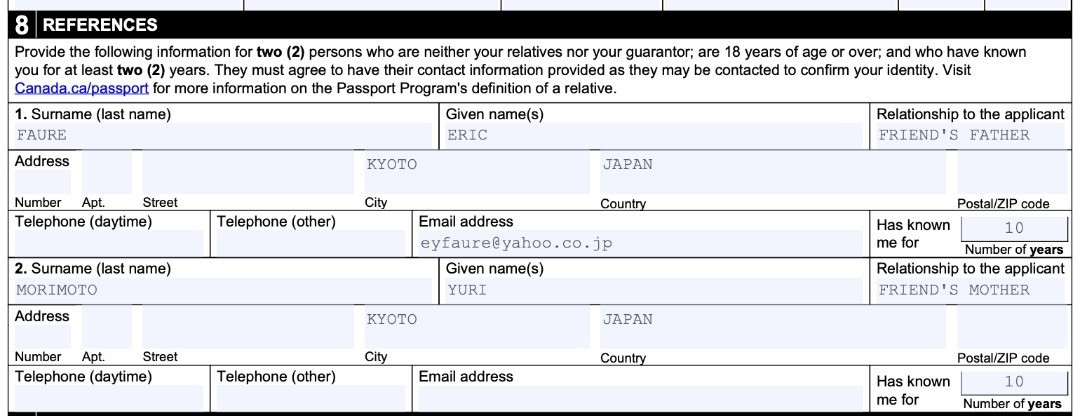 8 REFERENCES
Provide the following information for two (2) persons who are neither your relatives nor your guarantor; are 18 years of age or over; and who have known
you for at least two (2) years. They must agree to have their contact information provided as they may be contacted to confirm your identity. Visit
Canada.ca/passport for more information on the Passport Program's definition of a relative.
1. Surname (last name) Given name(s) Relationship to the applicant
FAURE ERIC FRIEND'S FATHER
Address KYOTO JAPAN
Number Apt. Street City Country Postal/ZIP code
Telephone (daytime) Telephone (other) Email address Has known me for 10
eyfaure@yahoo.co.jp Number of years
2. Surname (last name) Given name(s) Relationship to the applicant
MORIMOTO YURI FRIEND'S MOTHER
Address KYOTO JAPAN
Number Apt. Street City Country Postal/ZIP code
Telephone (daytime) Telephone (other) Email address Has known me for 10
Number of years